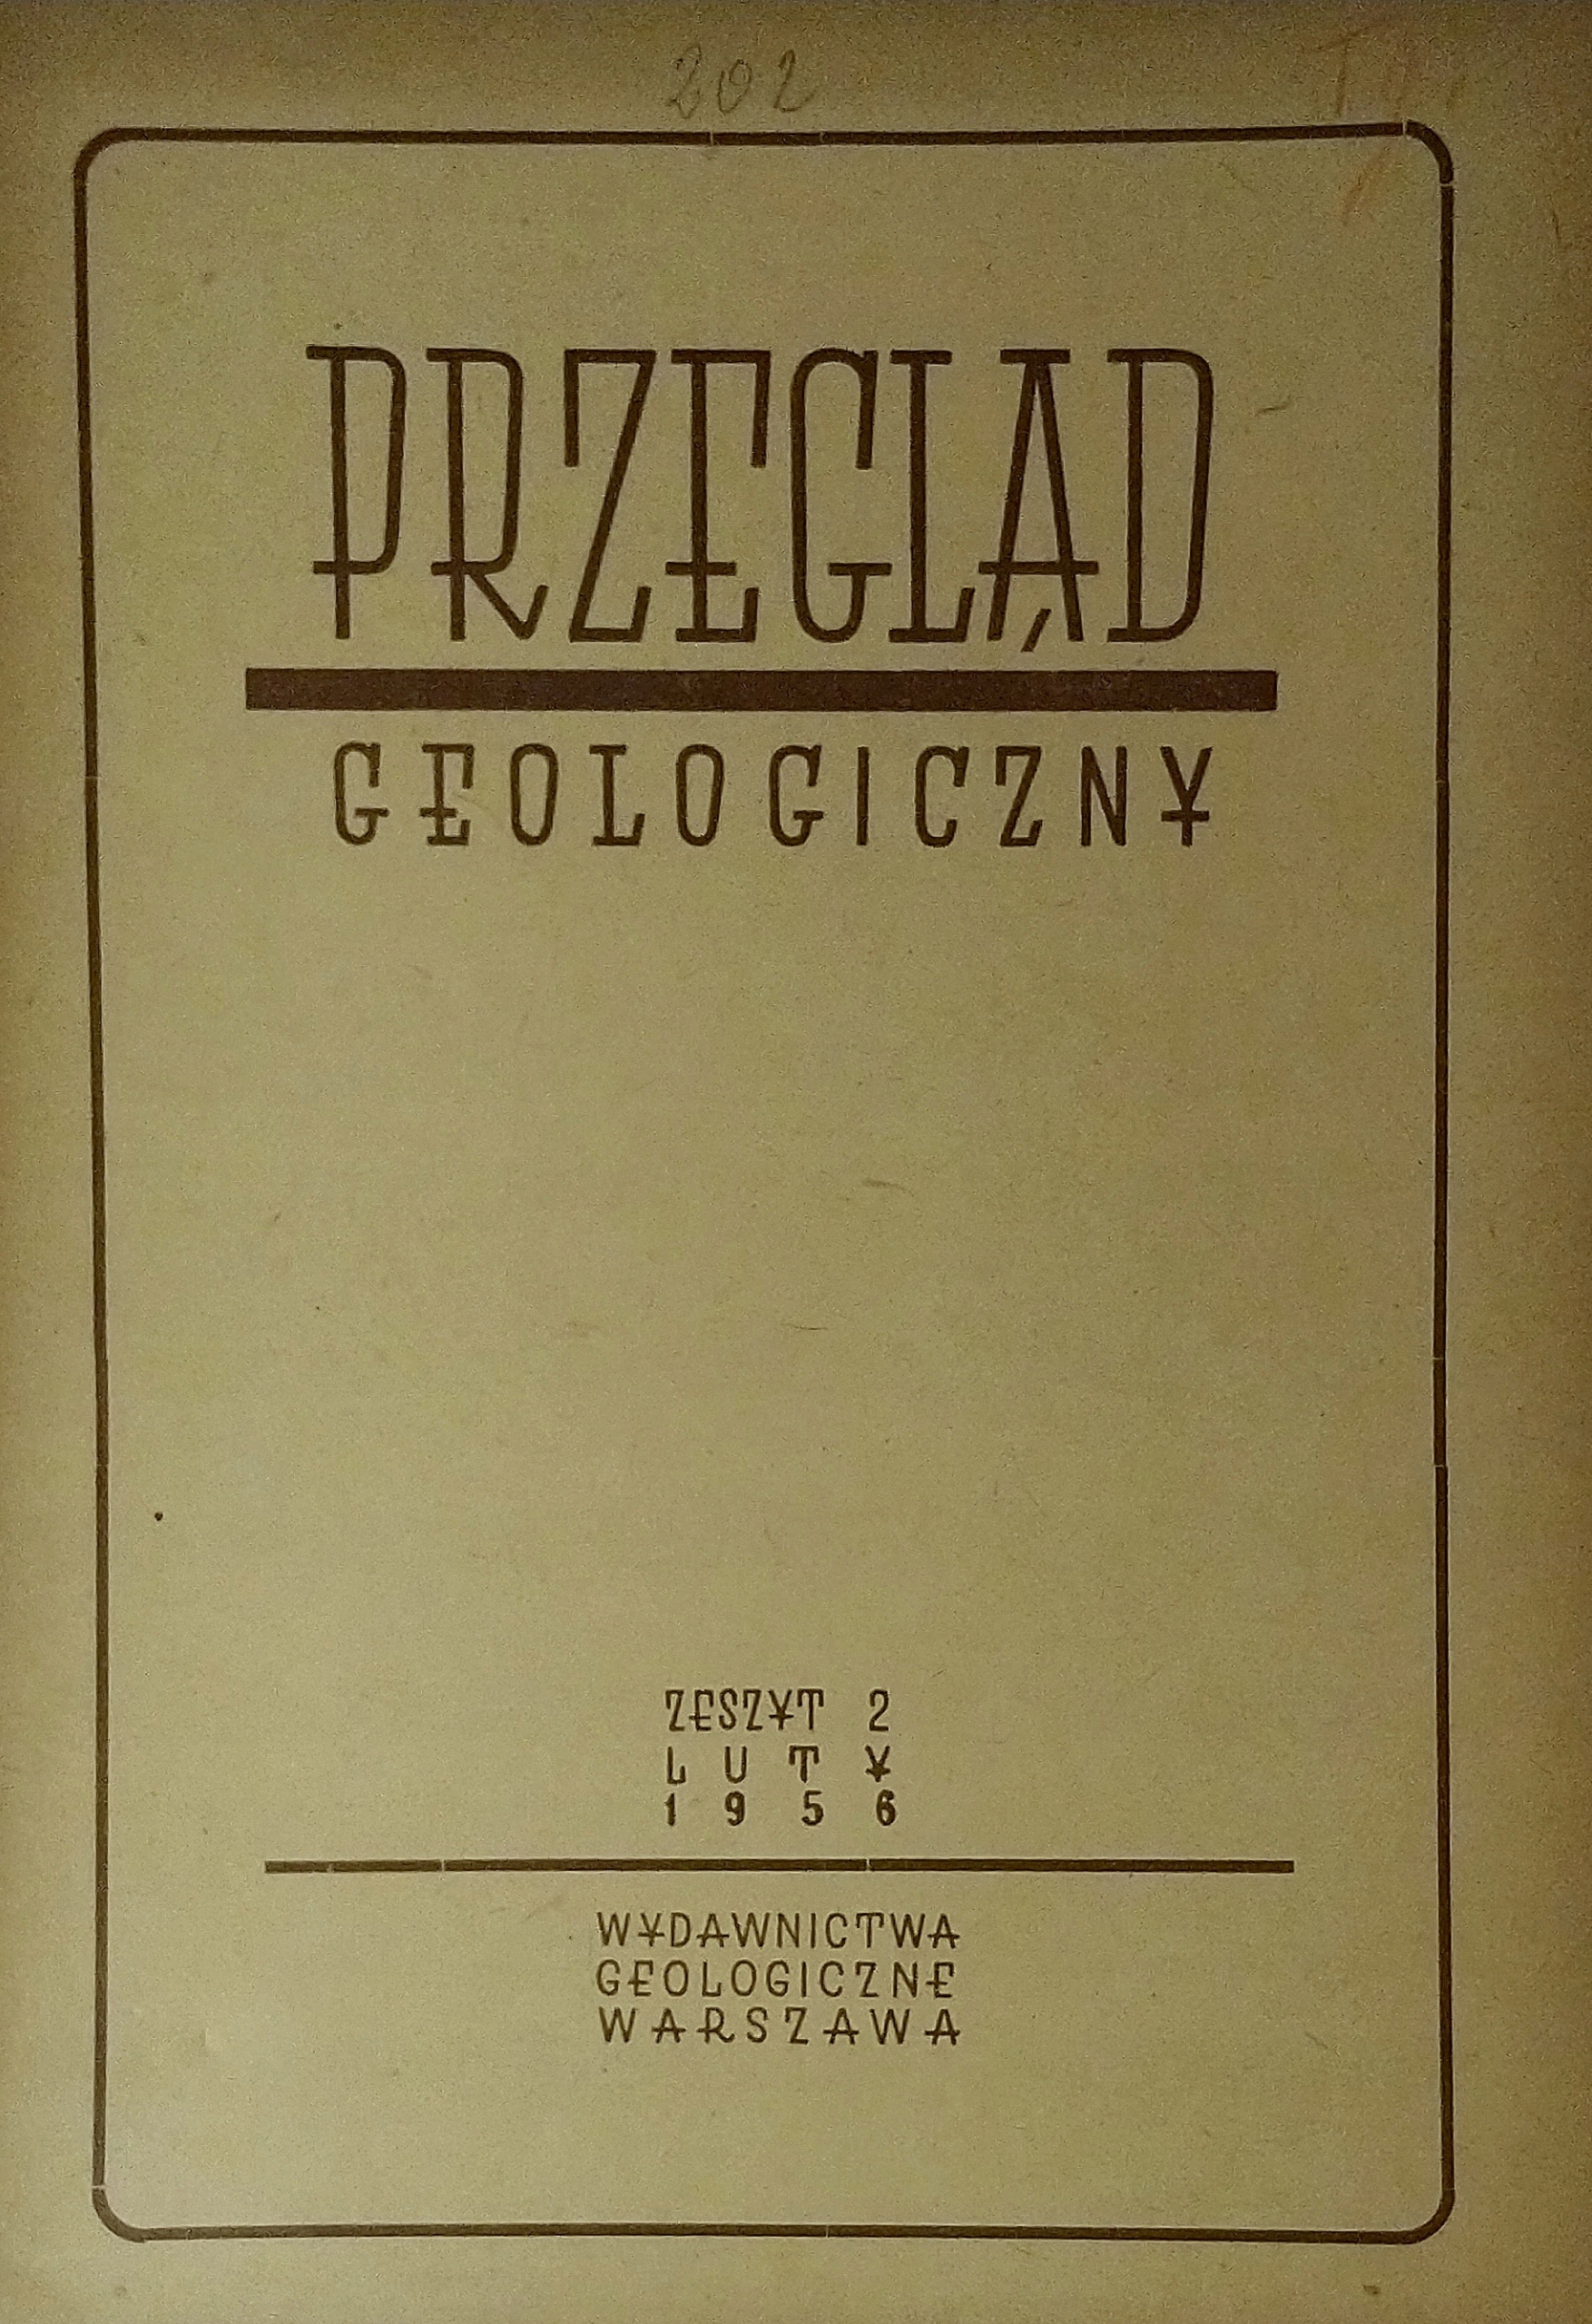 202
PRZEGLĄD
GEOLOGICZNY
ZESZYT 2
LUTY
1956
WYDAWNICTWA
GEOLOGICZNE
WARSZAWA